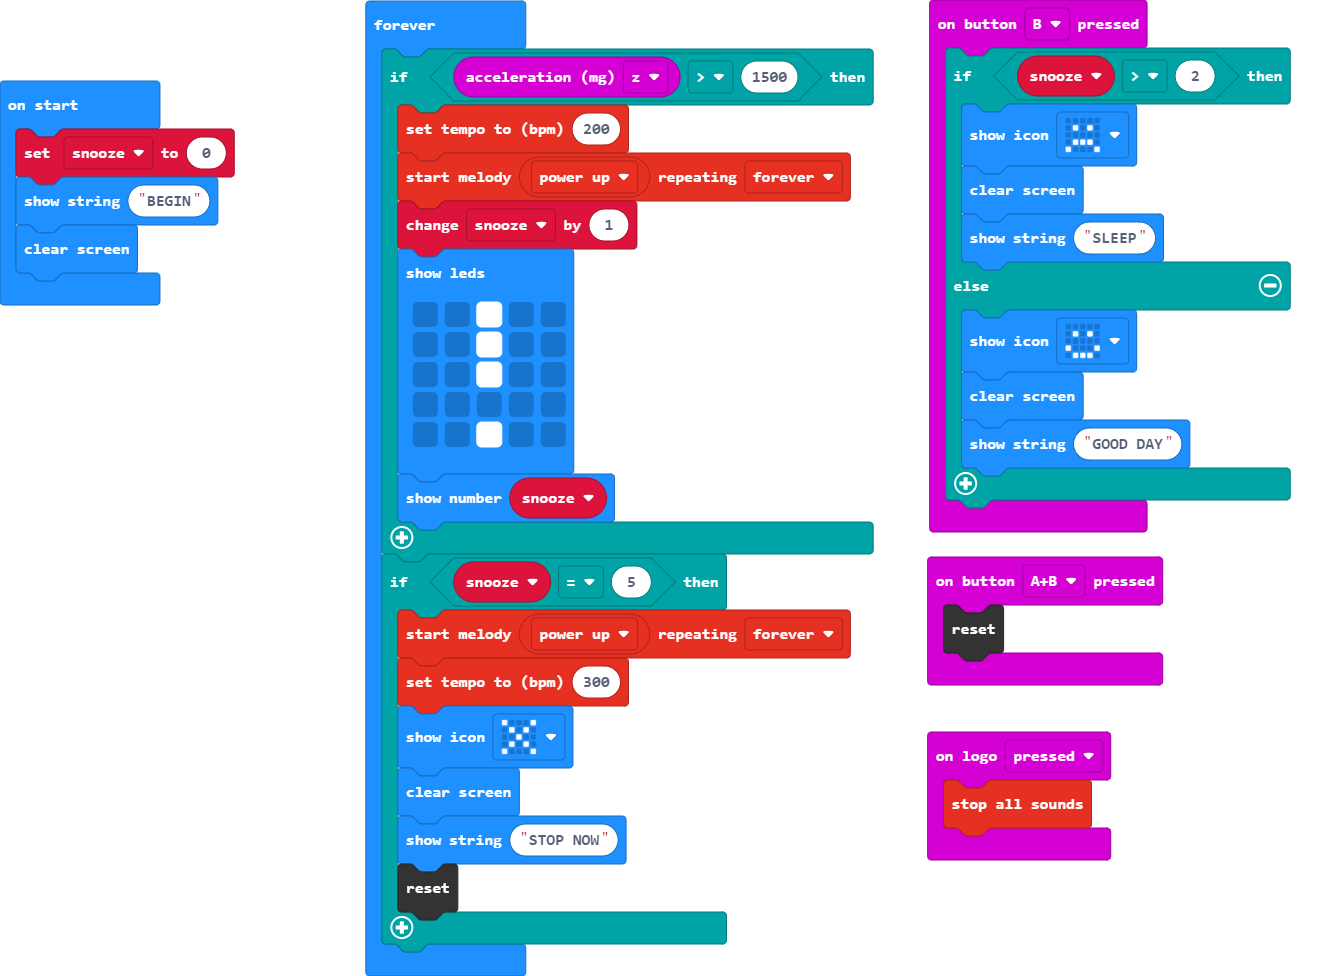 on start
set snooze to 0
show string "BEGIN"
clear screen
forever
if acceleration (mg) z > 1500 then
set tempo to (bpm) 200
start melody power up repeating forever
change snooze by 1
show leds
show number snooze
if snooze = 5 then
start melody power up repeating forever
set tempo to (bpm) 300
show icon
clear screen
show string "STOP NOW"
reset
on button B pressed
if snooze > 2 then
show icon
clear screen
show string "SLEEP"
else
show icon
clear screen
show string "GOOD DAY"
on button A+B pressed
reset
on logo pressed
stop all sounds